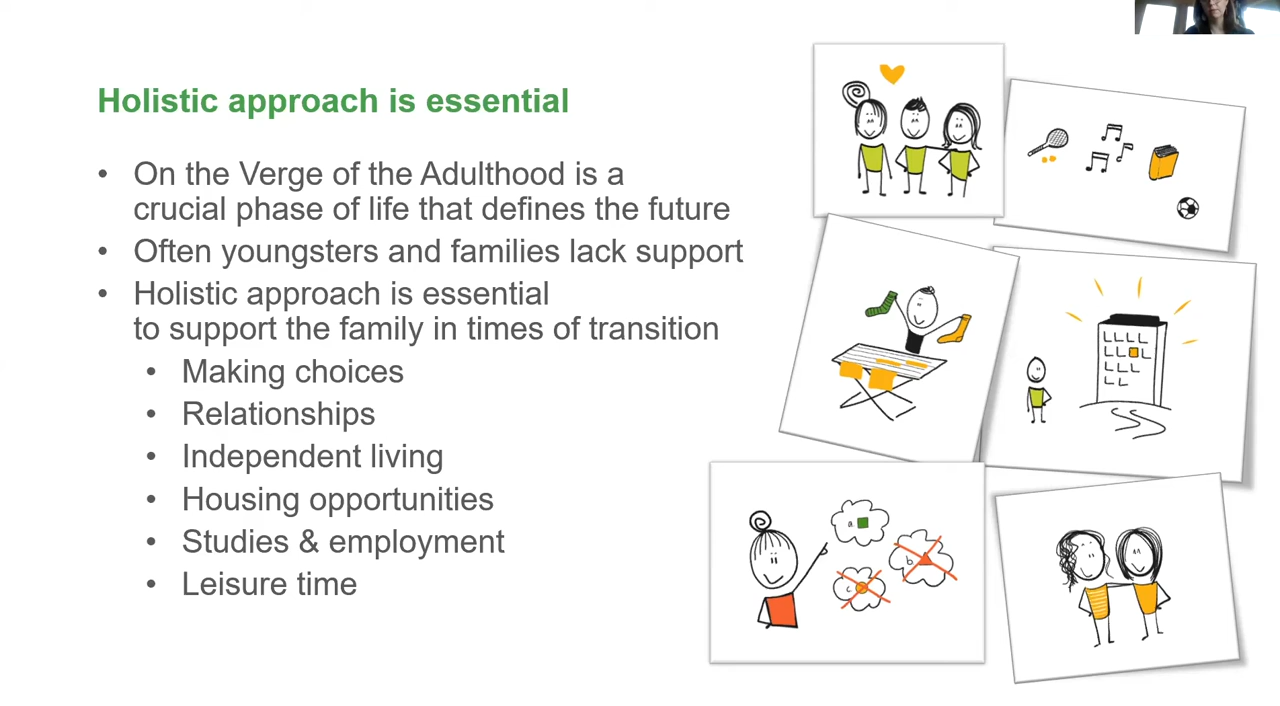 Holistic approach is essential
• On the Verge of the Adulthood is a
crucial phase of life that defines the future
• Often youngsters and families lack support
• Holistic approach is essential
to support the family in times of transition
• Making choices
• Relationships
• Independent living
• Housing opportunities
• Studies & employment
• Leisure time
a.
b.
c.